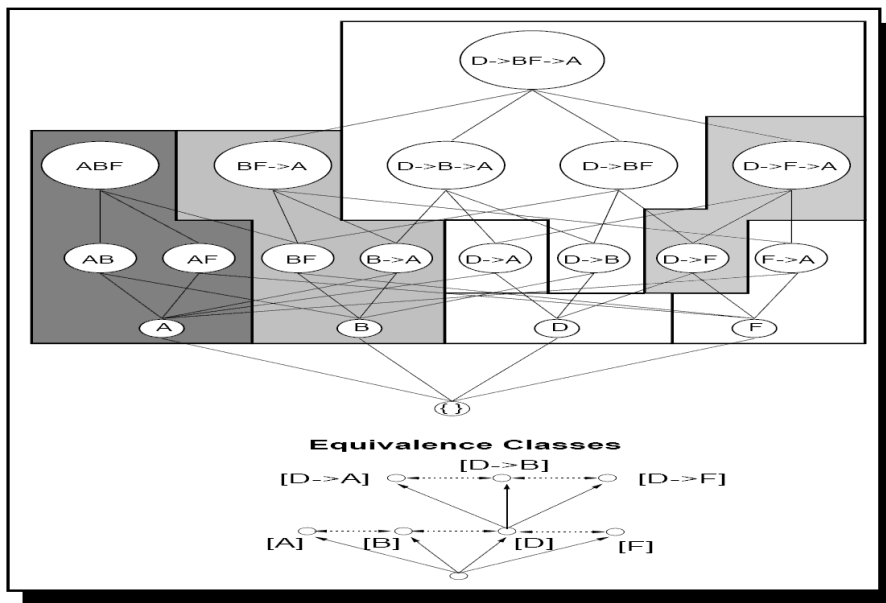 D->BF->A
ABF BF->A D->B->A D->BF D->F->A
AB AF BF B->A D->A D->B D->F F->A
A B D F
{ }
Equivalence Classes
[D->A] [D->B] [D->F]
[A] [B] [D] [F]